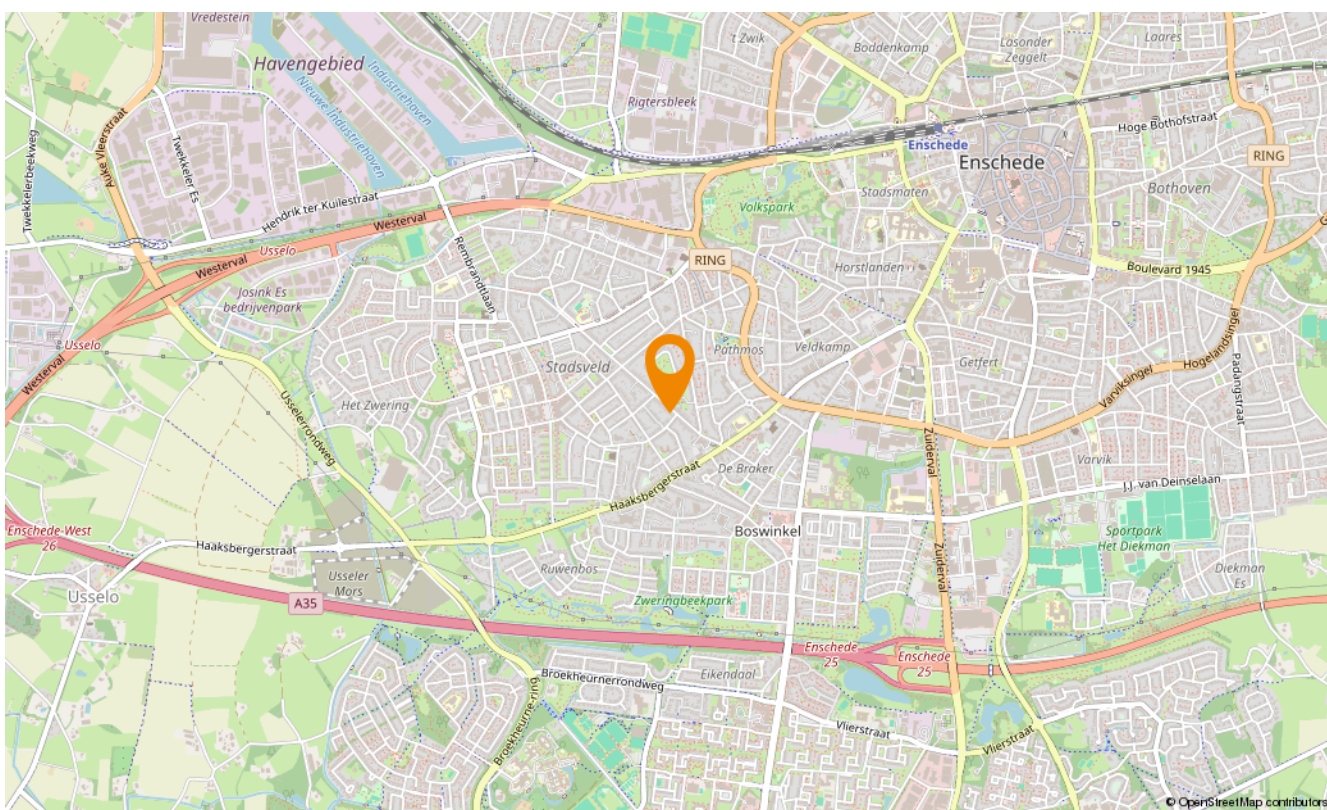 Vredestein
't Zwik
Boddenkamp
Lasonder
Zeggelt
Laares
Havengebied
Industriehaven
Nieuwe Industriehaven
Rigtersbleek
Auke Vleerstraat
Twekkelerbeekweg
Twekkeler Es
Hendrik ter Kuilestraat
Enschede
Enschede
Hoge Bothofstraat
RING
Stadsmaten
Bothoven
Volkspark
Westerval
Usselo
Westerval
Rembrandtlaan
RING
Horstlanden
Boulevard 1945
Josink Es
bedrijvenpark
Usselo
Westerval
Stadsveld
Pathmos
Veldkamp
Getfert
Hogelandsingel
Varviksingel
Padangstraat
Het Zwering
Usselerrondweg
Zuiderval
De Braker
Varvik
Haaksbergerstraat
J.J. van Deinselaan
Enschede-West
26
Haaksbergerstraat
Boswinkel
Sportpark
Het Diekman
Zuiderval
Diekman
Es
Usselo
Usseler
Mors
Ruwenbos
Zweringbeekpark
A35
Enschede
25
Enschede
25
Eikendaal
Broekheurnerrondweg
Broekheurne-ring
Vlierstraat
Vlierstraat
© OpenStreetMap contributors